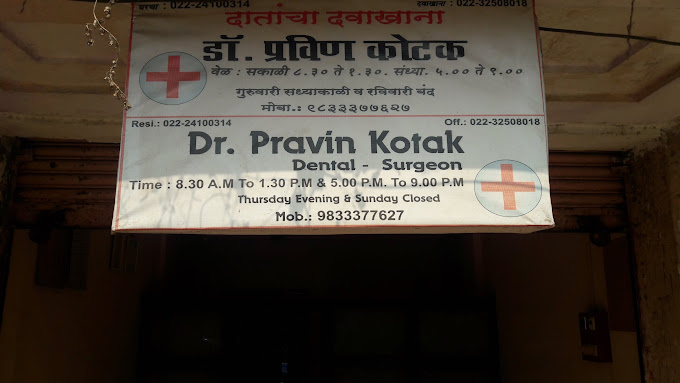 घरचा : 022-24100314 दवाखाना : 022-32508018
दातांचा दवाखाना
डॉ. प्रविण कोटक
वेळ : सकाळी ८.३० ते १.३०. संध्या. ५.०० ते ९.००
गुरुवारी सध्याकाळी व रविवारी बंद
मोबा.: ९८३३३७७६२७
Resi.: 022-24100314 Off.: 022-32508018
Dr. Pravin Kotak
Dental - Surgeon
Time : 8.30 A.M To 1.30 P.M & 5.00 P.M. To 9.00 P.M
Thursday Evening & Sunday Closed
Mob.: 9833377627